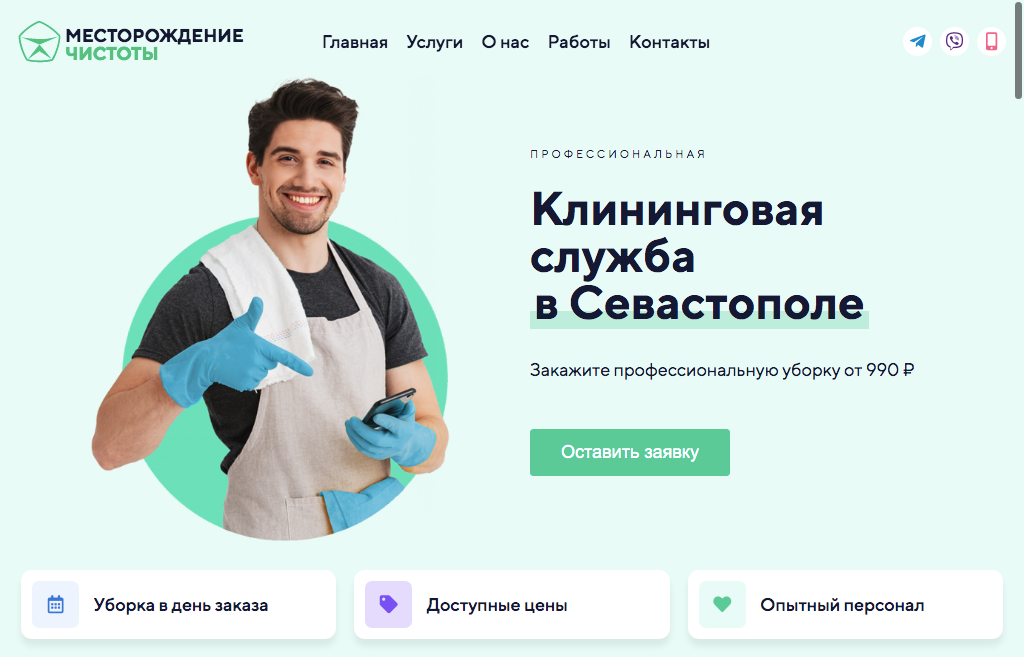 МЕСТОРОЖДЕНИЕ
ЧИСТОТЫ
Главная Услуги О нас Работы Контакты
ПРОФЕССИОНАЛЬНАЯ
Клининговая
служба
в Севастополе
Закажите профессиональную уборку от 990 ₽
Оставить заявку
Уборка в день заказа
Доступные цены
Опытный персонал